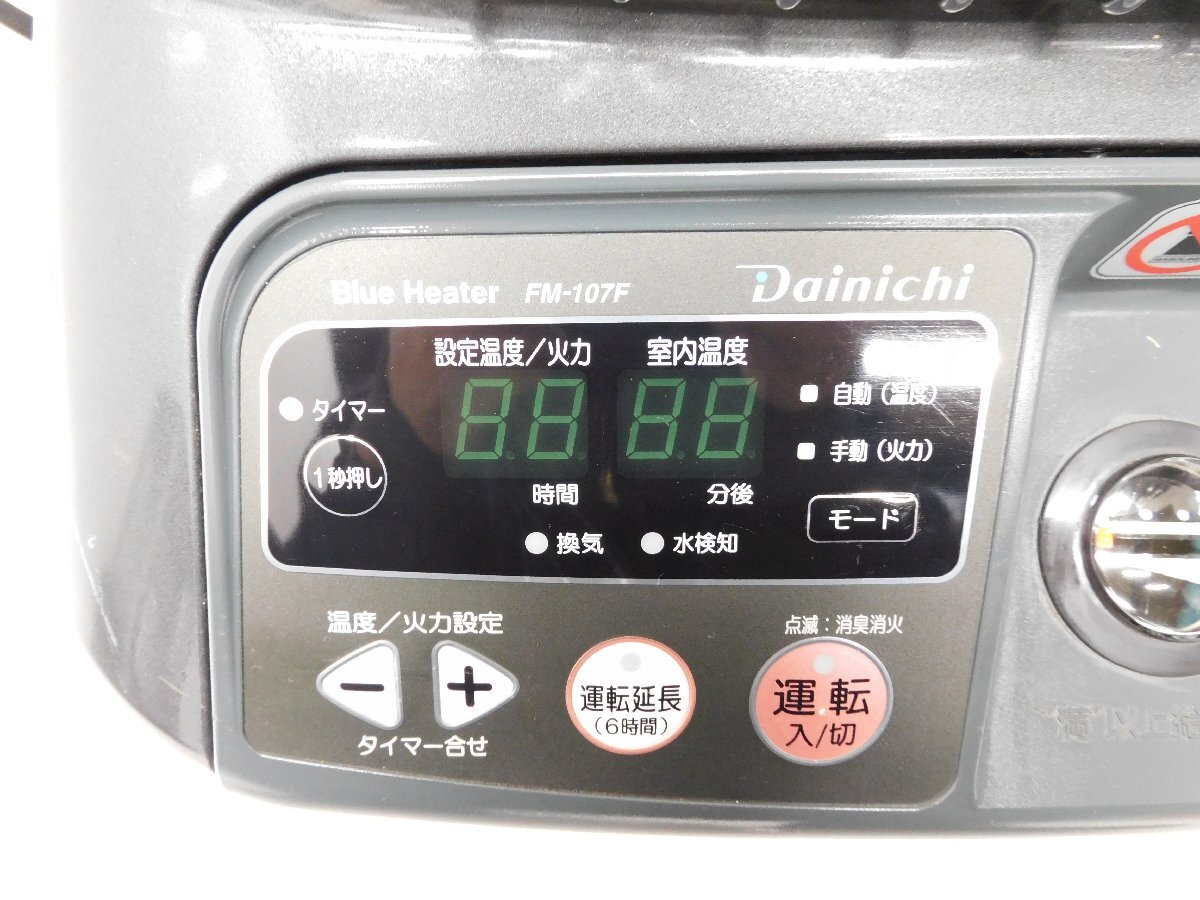 Blue Heater FM-107F Dainichi
設定温度/火力 室内温度
タイマー
1秒押し
自動(温度)
手動(火力)
時間 分後
モード
換気 水検知
温度/火力設定
点滅:消臭消火
− +
運転延長
(6時間)
運転
入/切
タイマー合せ